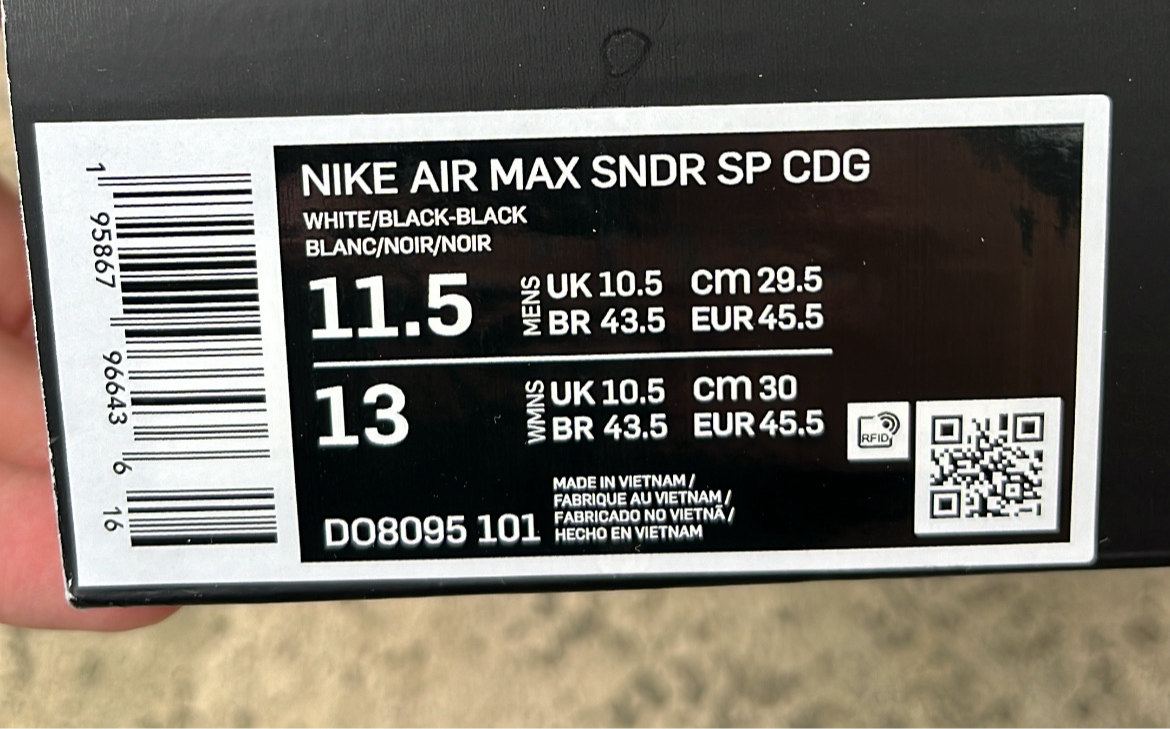 NIKE AIR MAX SNDR SP CDG
WHITE/BLACK-BLACK
BLANC/NOIR/NOIR
11.5 MENS UK 10.5 cm 29.5
BR 43.5 EUR 45.5
13 WMNS UK 10.5 cm 30
BR 43.5 EUR 45.5
RFID
MADE IN VIETNAM /
FABRIQUE AU VIETNAM /
FABRICADO NO VIETNÃ /
HECHO EN VIETNAM
DO8095 101
1 95867 96643 6 16